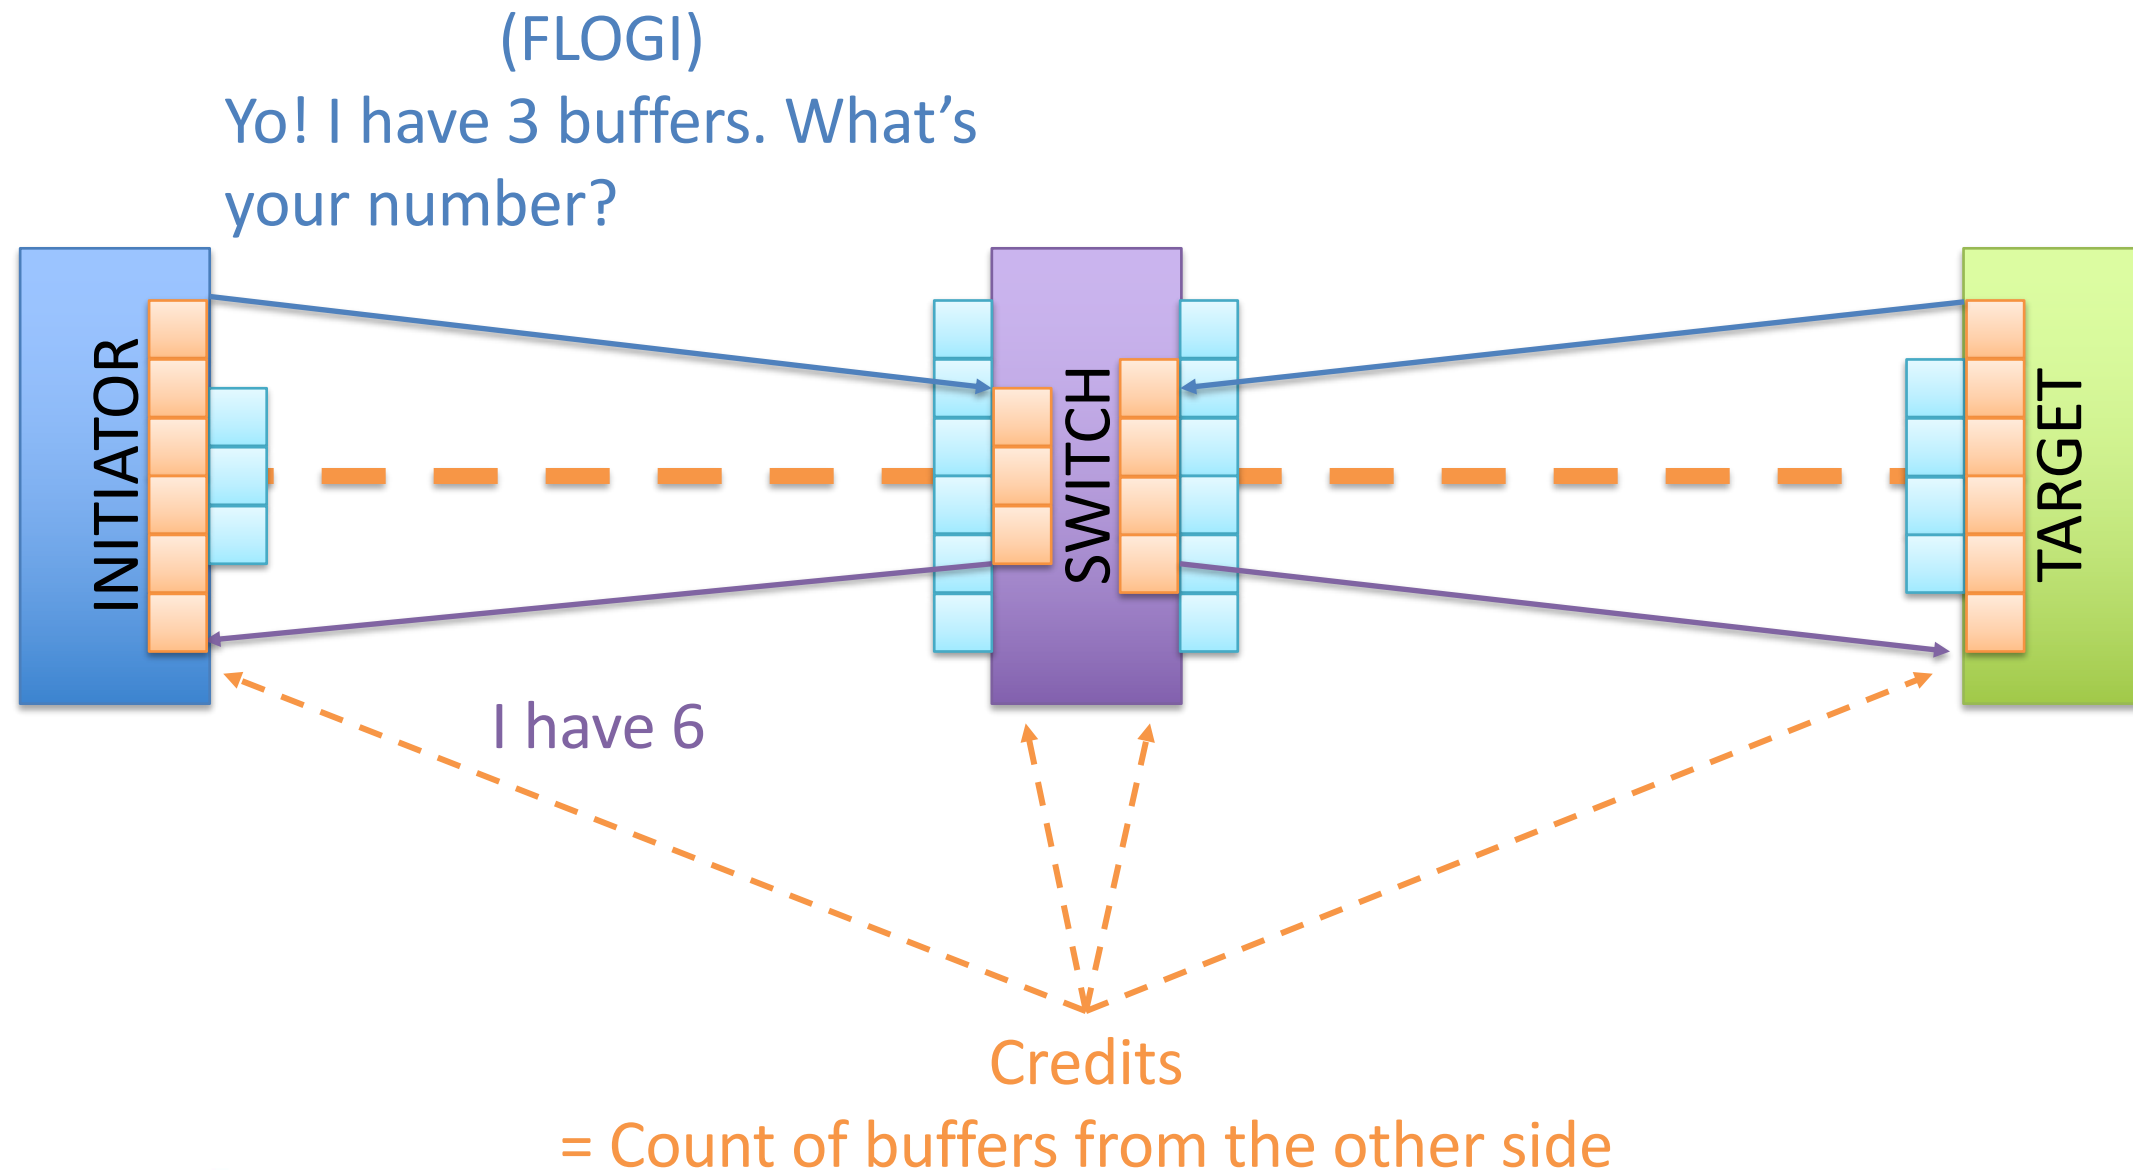 (FLOGI)
Yo! I have 3 buffers. What’s
your number?
INITIATOR
SWITCH
TARGET
I have 6
Credits
= Count of buffers from the other side